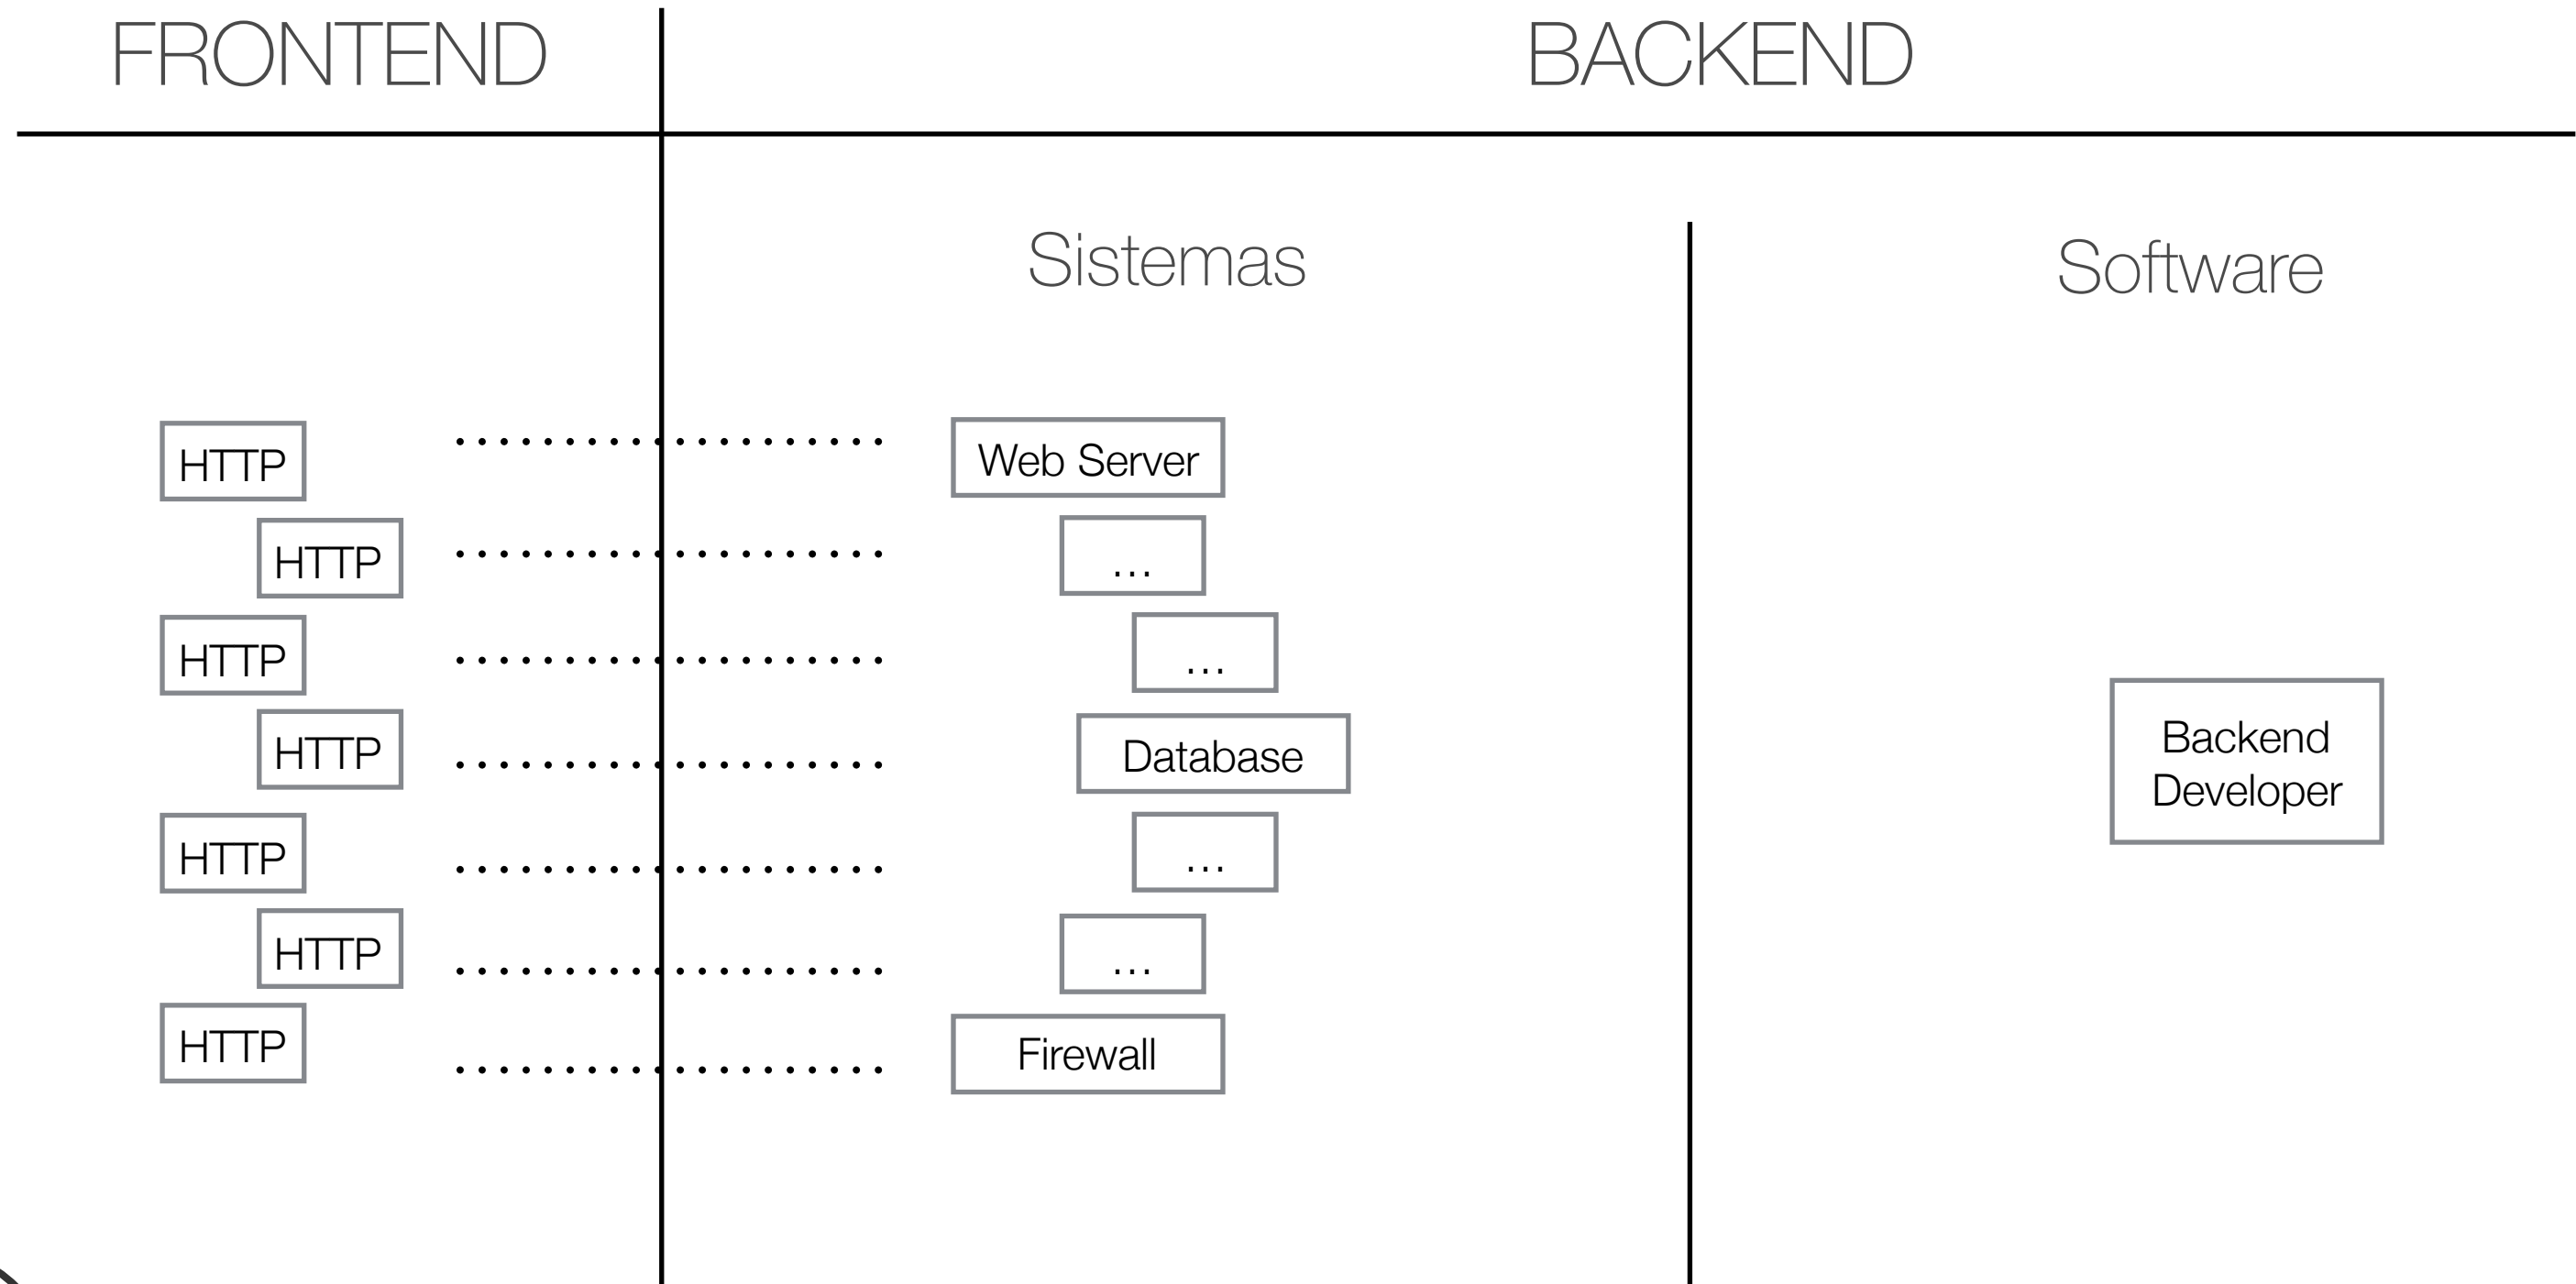 FRONTEND
BACKEND
Sistemas
Software
HTTP
HTTP
HTTP
HTTP
HTTP
HTTP
HTTP
Web Server
...
...
Database
...
...
Firewall
Backend
Developer